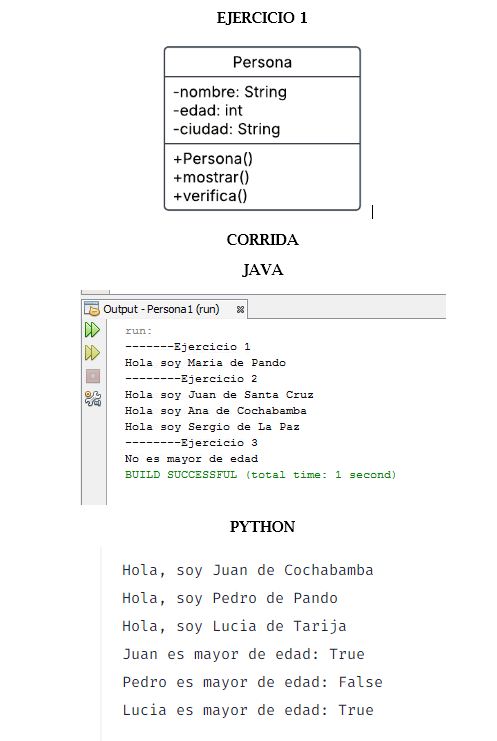 EJERCICIO 1
Persona
-nombre: String
-edad: int
-ciudad: String
+Persona()
+mostrar()
+verifica()
CORRIDA
JAVA
Output - Persona1 (run)
run:
-------Ejercicio 1
Hola soy Maria de Pando
--------Ejercicio 2
Hola soy Juan de Santa Cruz
Hola soy Ana de Cochabamba
Hola soy Sergio de La Paz
--------Ejercicio 3
No es mayor de edad
BUILD SUCCESSFUL (total time: 1 second)
PYTHON
Hola, soy Juan de Cochabamba
Hola, soy Pedro de Pando
Hola, soy Lucia de Tarija
Juan es mayor de edad: True
Pedro es mayor de edad: False
Lucia es mayor de edad: True